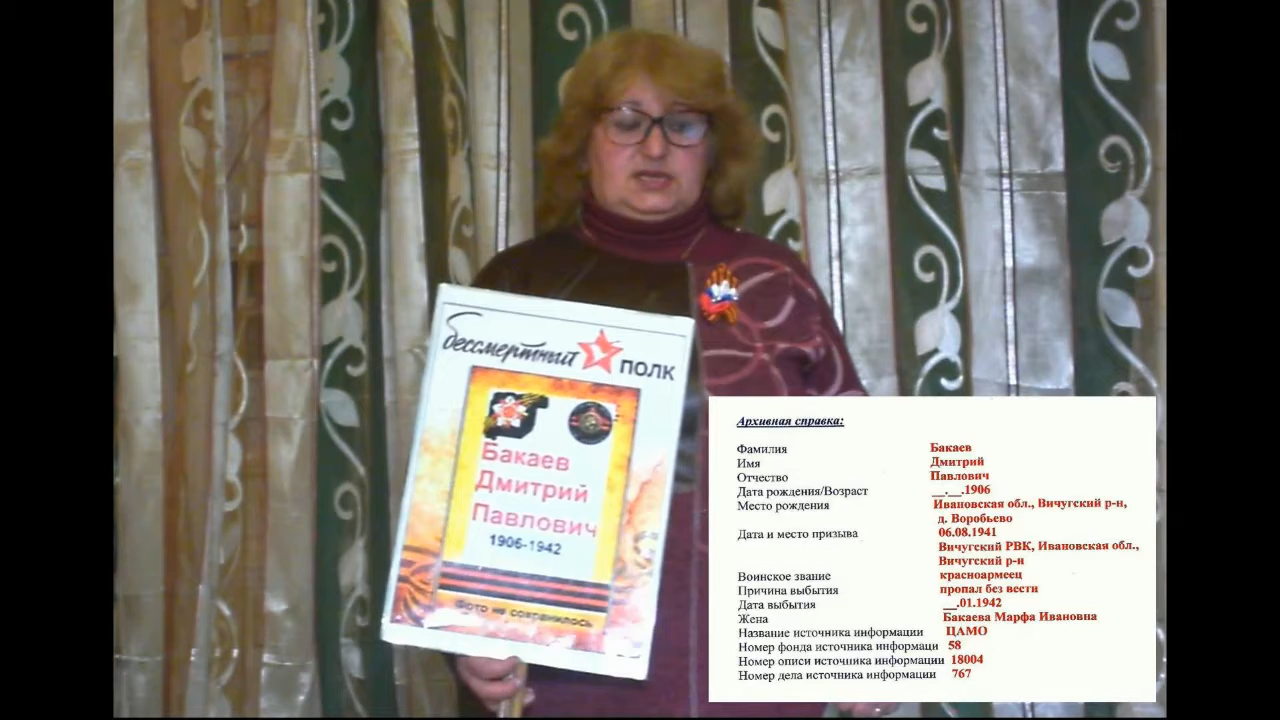 бессмертный полк
Бакаев
Дмитрий
Павлович
1906-1942
Фото не сохранилось
Архивная справка:
Фамилия Бакаев
Имя Дмитрий
Отчество Павлович
Дата рождения/Возраст __.__.1906
Место рождения Ивановская обл., Вичугский р-н,
д. Воробьево
Дата и место призыва 06.08.1941
Вичугский РВК, Ивановская обл.,
Вичугский р-н
Воинское звание красноармеец
Причина выбытия пропал без вести
Дата выбытия __.01.1942
Жена Бакаева Марфа Ивановна
Название источника информации ЦАМО
Номер фонда источника информаци 58
Номер описи источника информации 18004
Номер дела источника информации 767